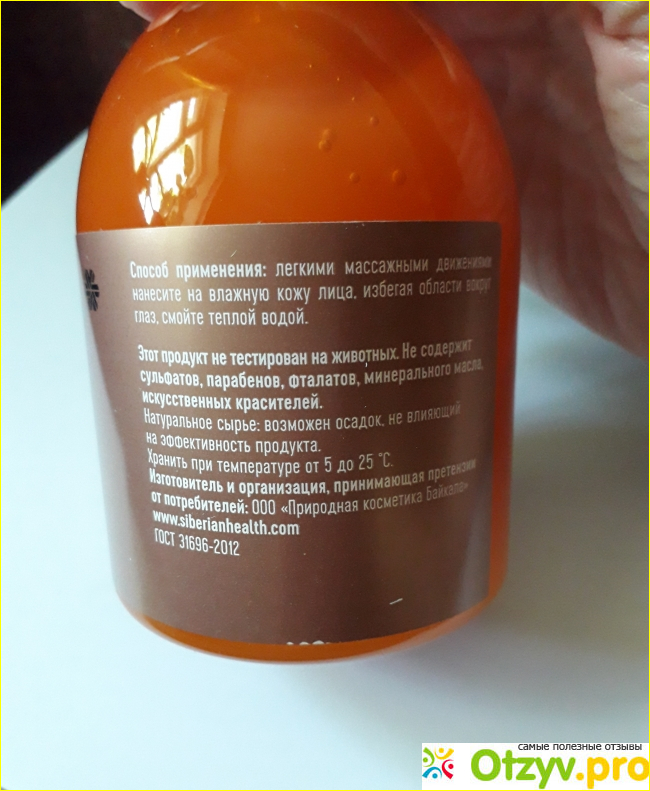 Способ применения: легкими массажными движениями
нанесите на влажную кожу лица, избегая области вокруг
глаз, смойте теплой водой.
Этот продукт не тестирован на животных. Не содержит
сульфатов, парабенов, фталатов, минерального масла,
искусственных красителей.
Натуральное сырье: возможен осадок, не влияющий
на эффективность продукта.
Хранить при температуре от 5 до 25 °C.
Изготовитель и организация, принимающая претензии
от потребителей: ООО «Природная косметика Байкала»
www.siberianhealth.com
ГОСТ 31696-2012
самые полезные отзывы
Otzyv.pro